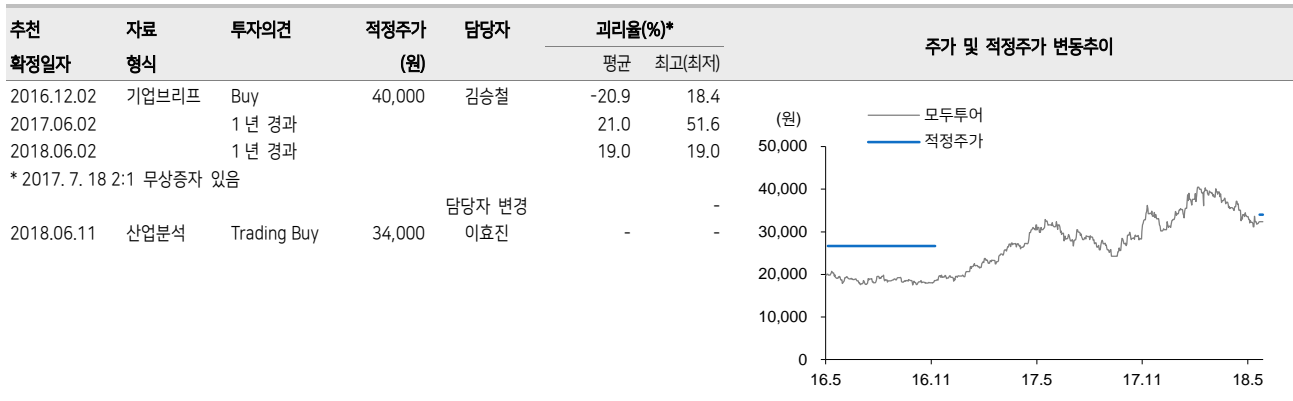 추천 자료 투자의견 적정주가 담당자 괴리율(%)* 주가 및 적정주가 변동추이
확정일자 형식 (원) 평균 최고(최저)
2016.12.02 기업브리프 Buy 40,000 김승철 -20.9 18.4
2017.06.02 1년 경과 21.0 51.6
2018.06.02 1년 경과 19.0 19.0
* 2017. 7. 18 2:1 무상증자 있음
담당자 변경 -
2018.06.11 산업분석 Trading Buy 34,000 이효진 - -
(원)
모두투어
적정주가
50,000
40,000
30,000
20,000
10,000
0
16.5 16.11 17.5 17.11 18.5